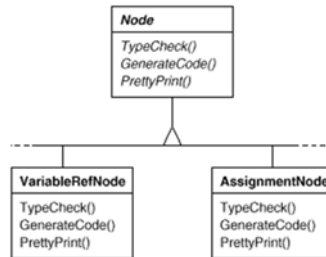 Node
TypeCheck()
GenerateCode()
PrettyPrint()
VariableRefNode
TypeCheck()
GenerateCode()
PrettyPrint()
AssignmentNode
TypeCheck()
GenerateCode()
PrettyPrint()